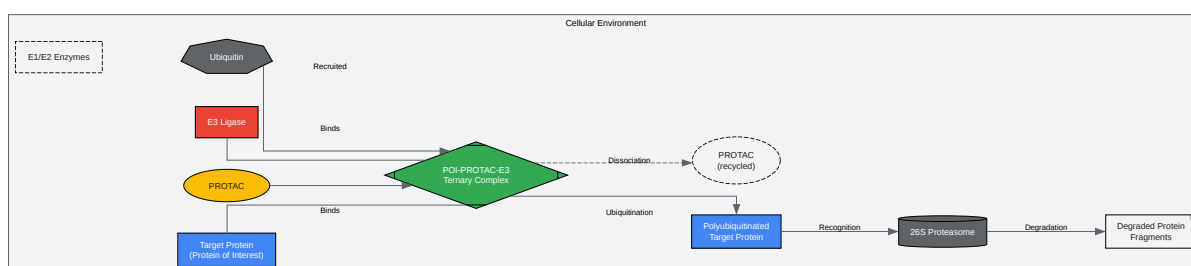 Cellular Environment
E1/E2 Enzymes
Ubiquitin
Recruited
E3 Ligase
Binds
POI-PROTAC-E3
Ternary Complex
Dissociation
PROTAC
(recycled)
PROTAC
Binds
Ubiquitination
Target Protein
(Protein of Interest)
Polyubiquitinated
Target Protein
Recognition
26S Proteasome
Degradation
Degraded Protein
Fragments